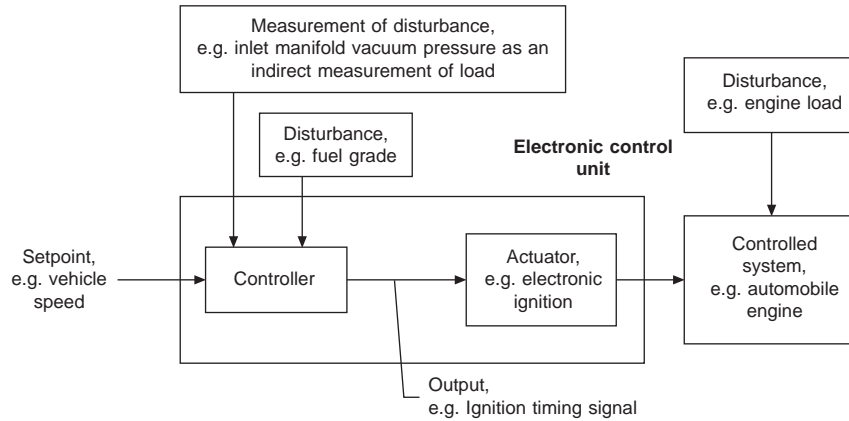 Measurement of disturbance,
e.g. inlet manifold vacuum pressure as an
indirect measurement of load
Disturbance,
e.g. engine load
Disturbance,
e.g. fuel grade
Electronic control
unit
Setpoint,
e.g. vehicle
speed
Controller
Actuator,
e.g. electronic
ignition
Controlled
system,
e.g. automobile
engine
Output,
e.g. Ignition timing signal